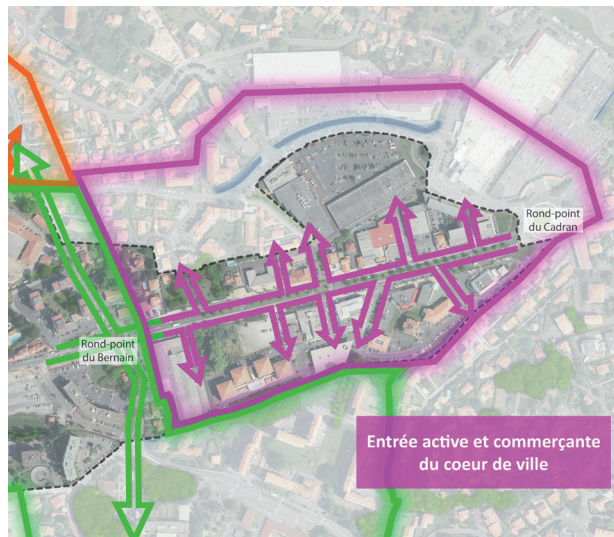 Rond-point
du Cadran
Rond-point
du Bernain
Entrée active et commerçante
du coeur de ville